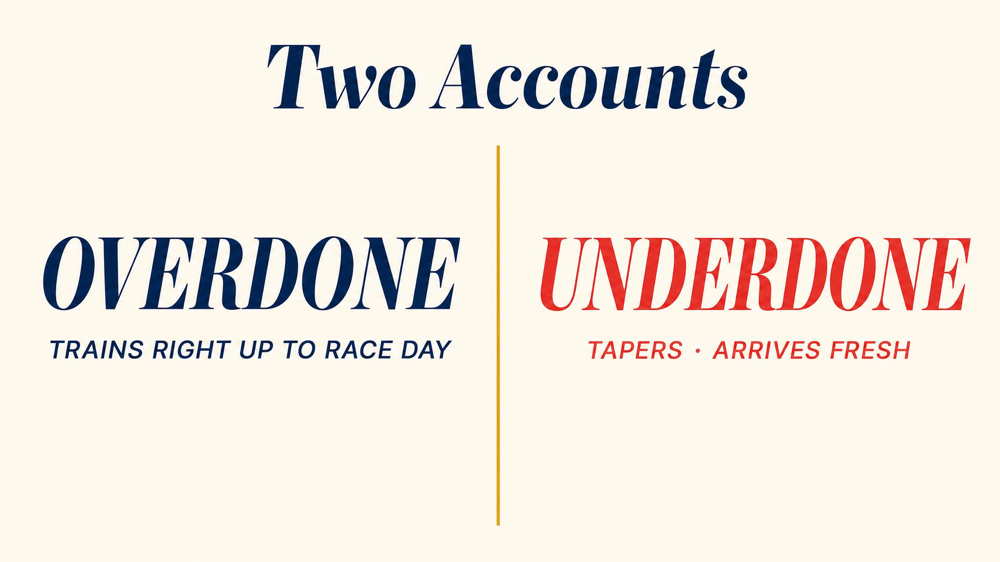 Two Accounts
OVERDONE
TRAINS RIGHT UP TO RACE DAY
UNDERDONE
TAPERS · ARRIVES FRESH